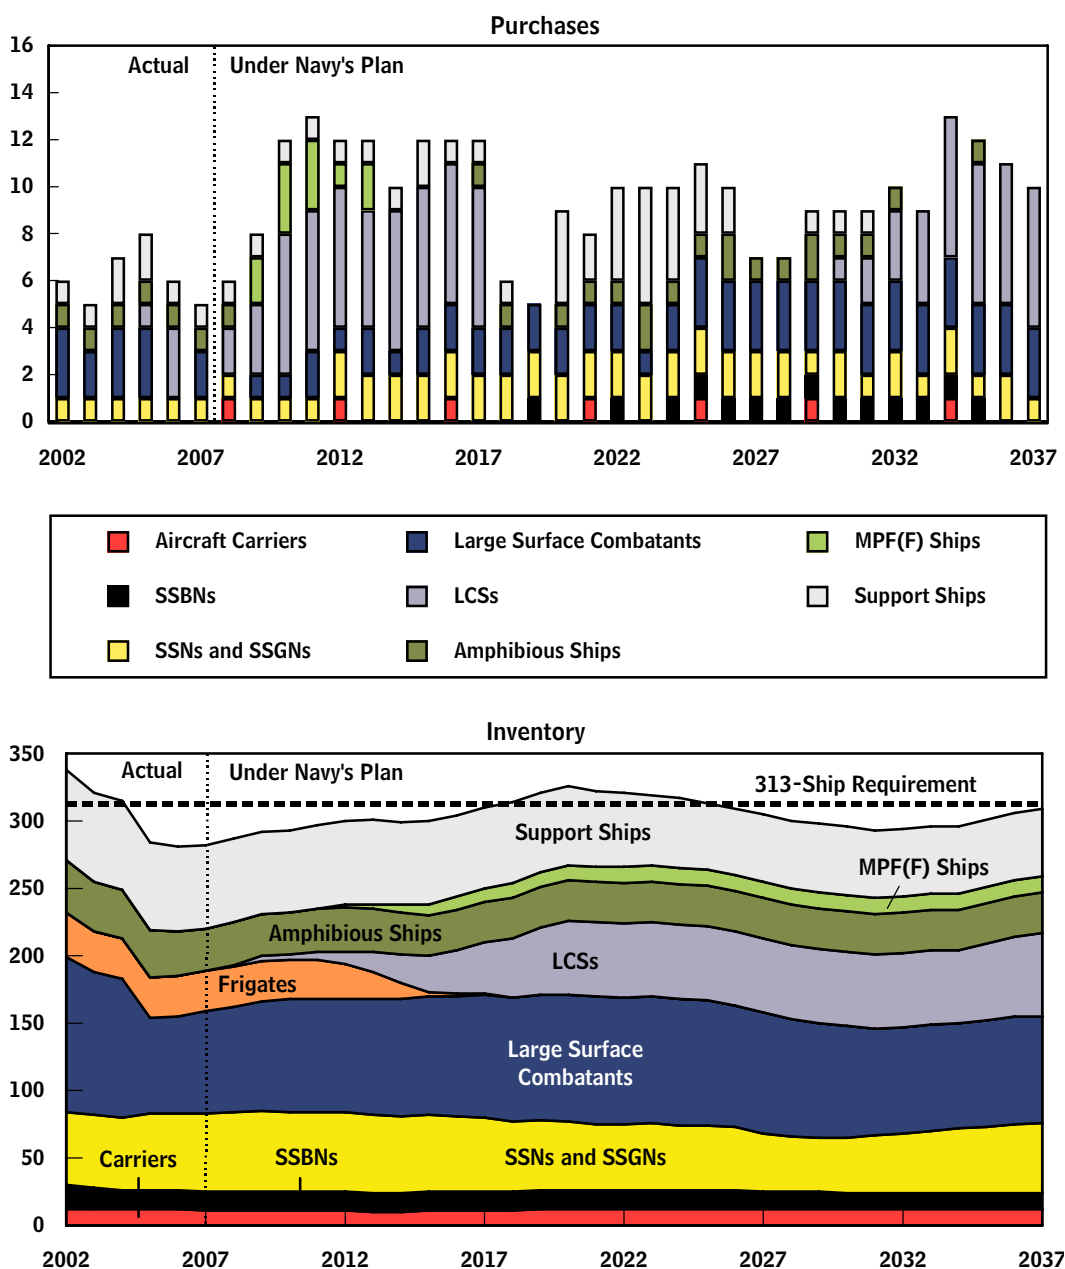 Purchases
16
14
12
10
8
6
4
2
0
Actual
Under Navy's Plan
2002 2007 2012 2017 2022 2027 2032 2037
Aircraft Carriers
Large Surface Combatants
MPF(F) Ships
SSBNs
LCSs
Support Ships
SSNs and SSGNs
Amphibious Ships
Inventory
350
300
250
200
150
100
50
0
Actual
Under Navy's Plan
313-Ship Requirement
Support Ships
MPF(F) Ships
Amphibious Ships
LCSs
Frigates
Large Surface
Combatants
Carriers
SSBNs
SSNs and SSGNs
2002 2007 2012 2017 2022 2027 2032 2037